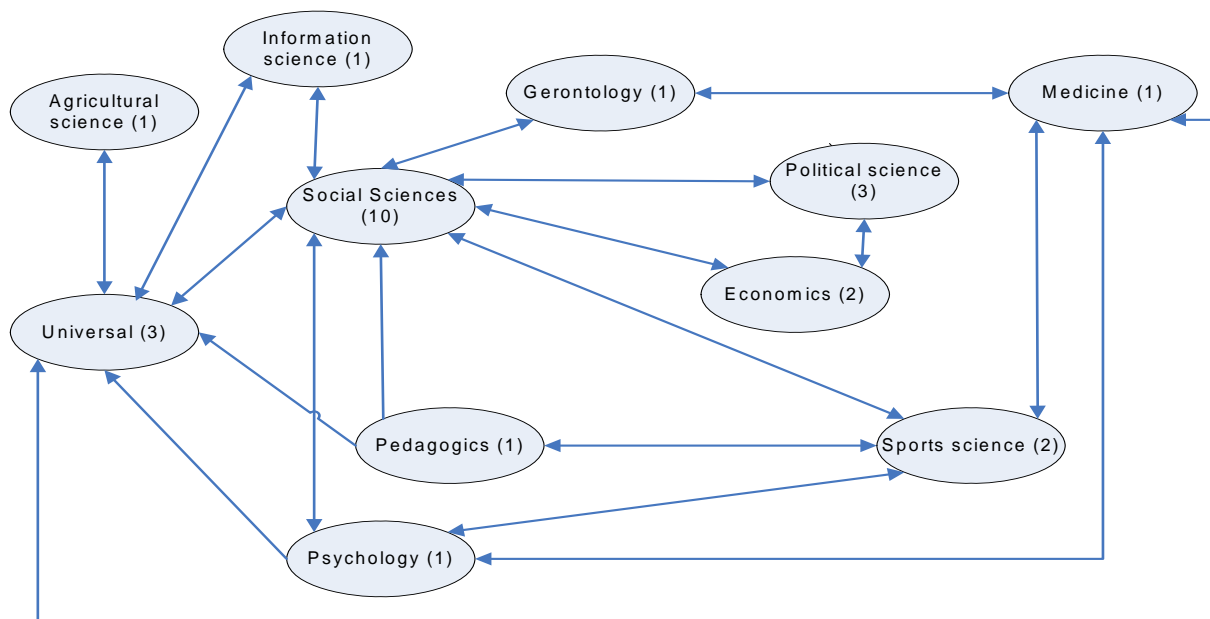 Information
science (1)
Agricultural
science (1)
Gerontology (1)
Medicine (1)
Political science
(3)
Social Sciences
(10)
Economics (2)
Universal (3)
Pedagogics (1)
Sports science (2)
Psychology (1)